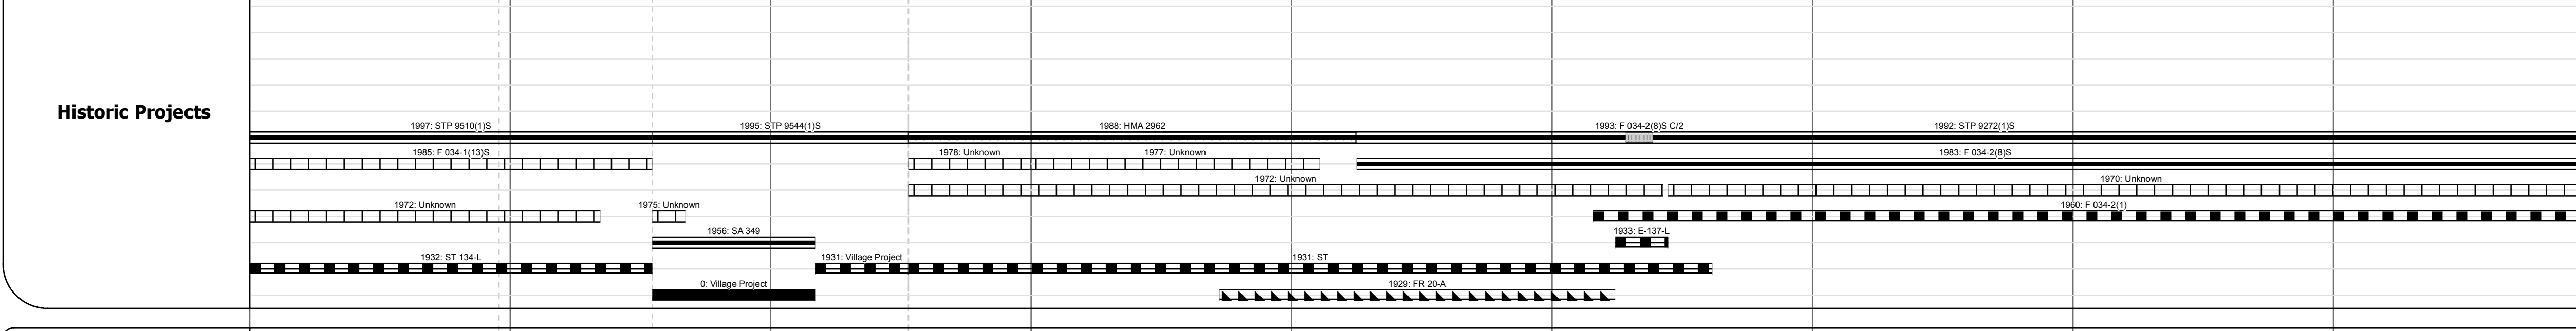 Historic Projects
1997: STP 9510(1)S 1995: STP 9544(1)S 1988: HMA 2962 1993: F 034-2(8)S C/2 1992: STP 9272(1)S
1985: F 034-1(13)S 1978: Unknown 1977: Unknown 1983: F 034-2(8)S
1972: Unknown 1970: Unknown
1972: Unknown 1975: Unknown 1960: F 034-2(1)
1956: SA 349 1933: E-137-L
1932: ST 134-L 1931: Village Project 1931: ST
0: Village Project 1929: FR 20-A